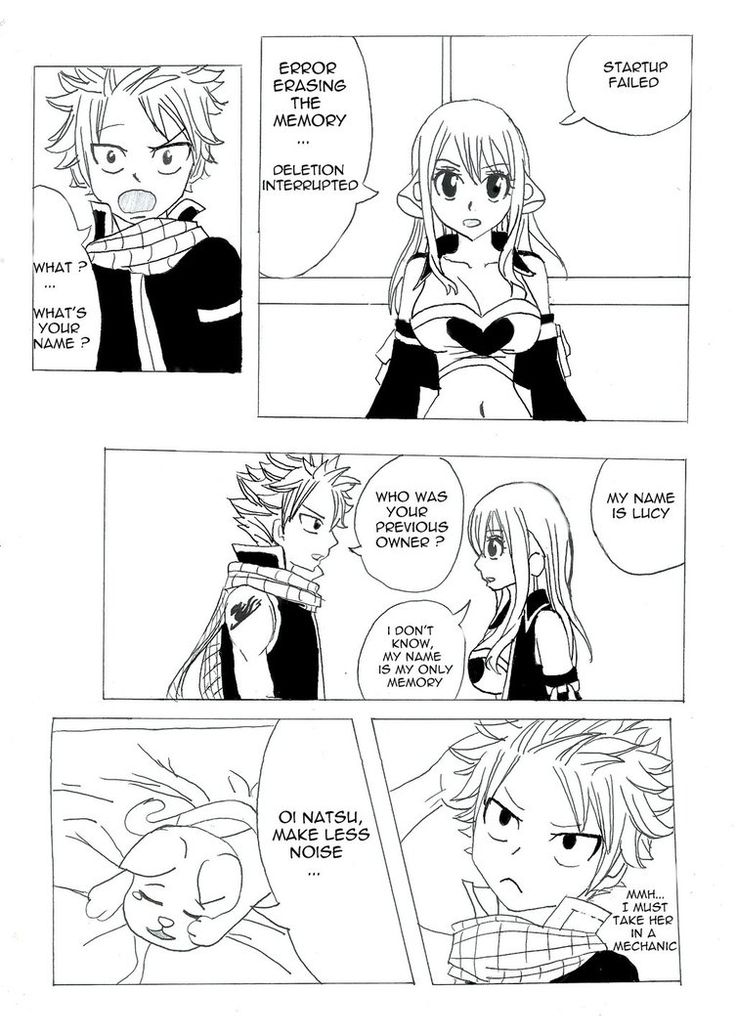 STARTUP
FAILED
ERROR
ERASING
THE
MEMORY
...
DELETION
INTERRUPTED
WHAT ?
...
WHAT'S
YOUR
NAME ?
MY NAME
IS LUCY
WHO WAS
YOUR
PREVIOUS
OWNER ?
I DON'T
KNOW,
MY NAME
IS MY ONLY
MEMORY
MMH...
I MUST
TAKE HER
IN A
MECHANIC
OI NATSU,
MAKE LESS
NOISE
...